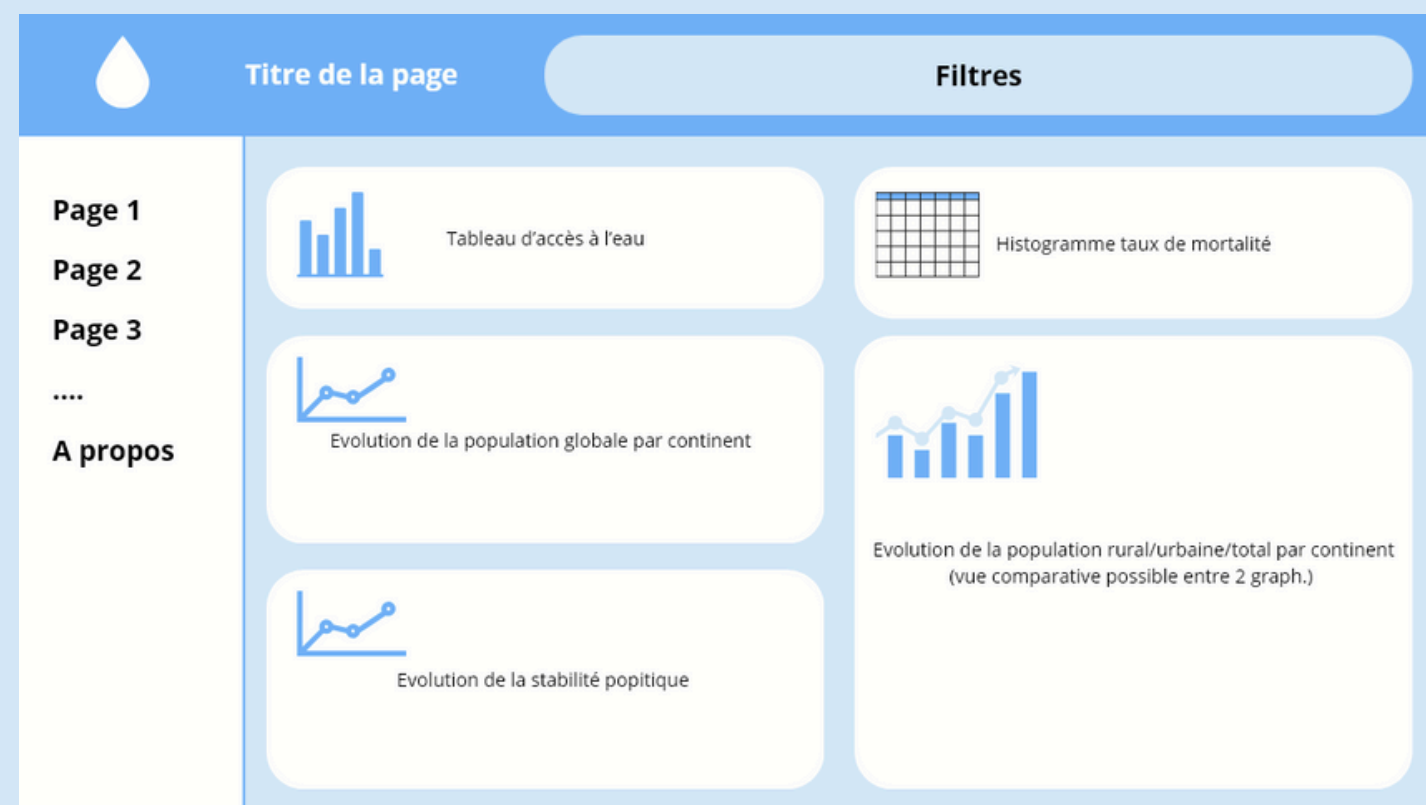 Titre de la page
Filtres
Page 1
Page 2
Page 3
....
A propos
Tableau d’accès à l’eau
Histogramme taux de mortalité
Evolution de la population globale par continent
Evolution de la population rural/urbaine/total par continent
(vue comparative possible entre 2 graph.)
Evolution de la stabilité popitique